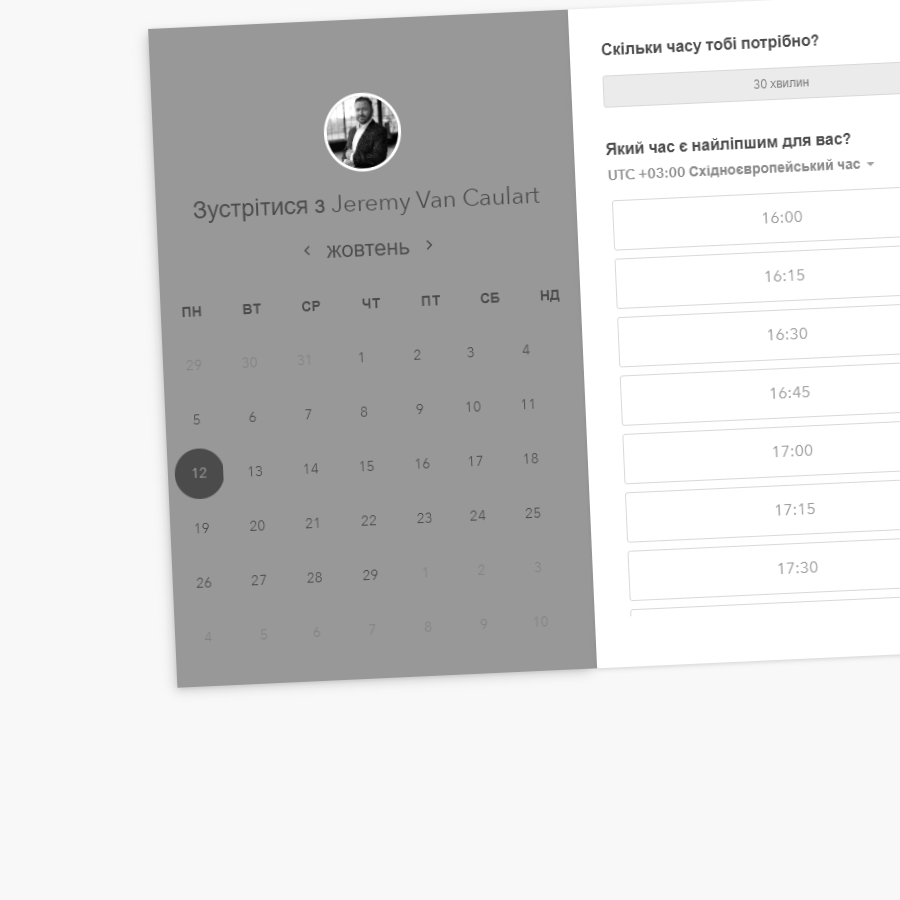 Зустрітися з Jeremy Van Caulart
жовтень
ПН ВТ СР ЧТ ПТ СБ НД
29 30 31 1 2 3 4
5 6 7 8 9 10 11
12 13 14 15 16 17 18
19 20 21 22 23 24 25
26 27 28 29 1 2 3
4 5 6 7 8 9 10
Скільки часу тобі потрібно?
30 хвилин
Який час є найліпшим для вас?
UTC +03:00 Східноєвропейський час
16:00
16:15
16:30
16:45
17:00
17:15
17:30